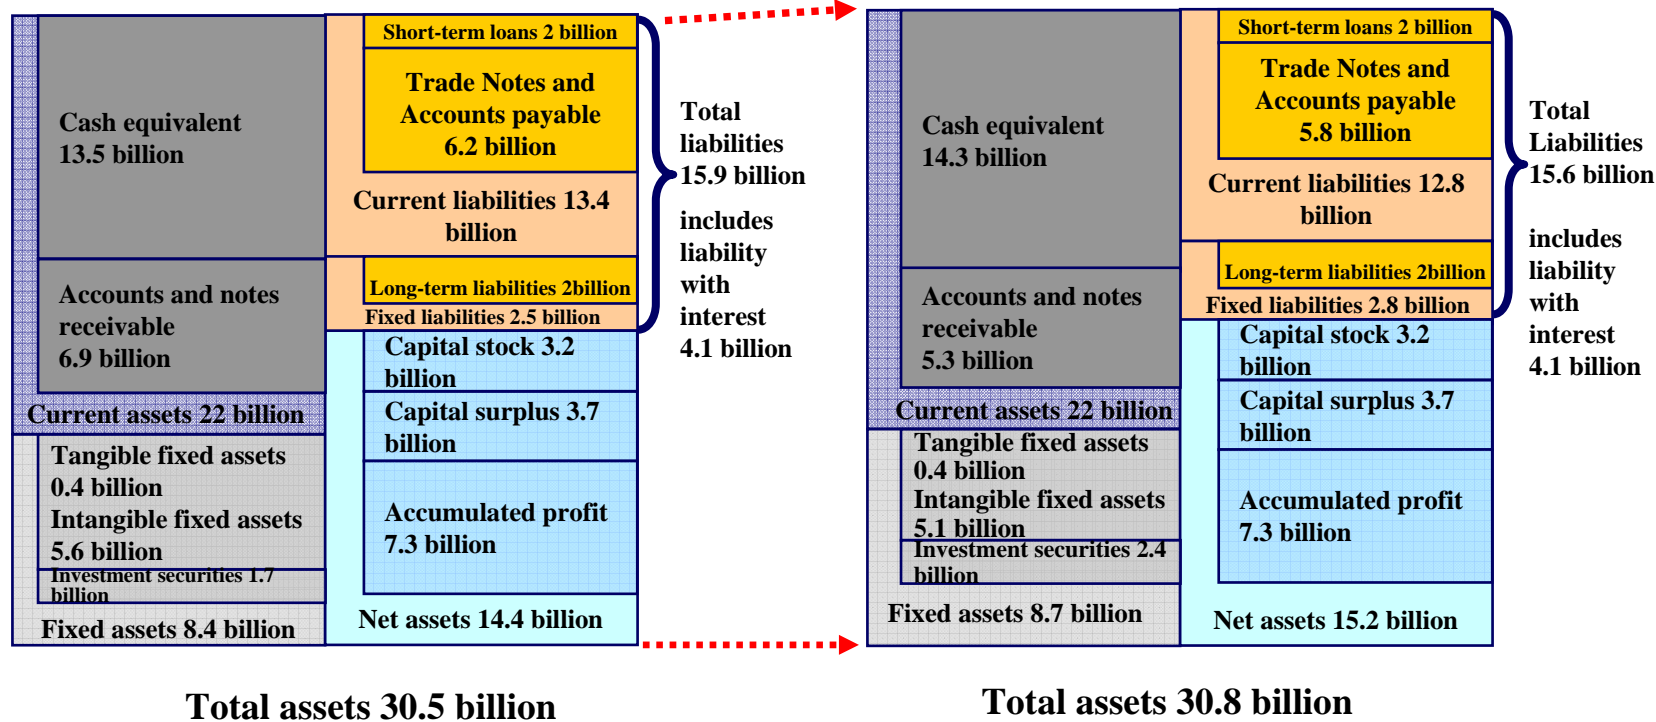 Cash equivalent
13.5 billion
Accounts and notes
receivable
6.9 billion
Current assets 22 billion
Tangible fixed assets
0.4 billion
Intangible fixed assets
5.6 billion
Investment securities 1.7
billion
Fixed assets 8.4 billion
Short-term loans 2 billion
Trade Notes and
Accounts payable
6.2 billion
Current liabilities 13.4
billion
Long-term liabilities 2billion
Fixed liabilities 2.5 billion
Capital stock 3.2
billion
Capital surplus 3.7
billion
Accumulated profit
7.3 billion
Net assets 14.4 billion
Total
liabilities
15.9 billion
includes
liability
with
interest
4.1 billion
Total assets 30.5 billion
Cash equivalent
14.3 billion
Accounts and notes
receivable
5.3 billion
Current assets 22 billion
Tangible fixed assets
0.4 billion
Intangible fixed assets
5.1 billion
Investment securities 2.4
billion
Fixed assets 8.7 billion
Short-term loans 2 billion
Trade Notes and
Accounts payable
5.8 billion
Current liabilities 12.8
billion
Long-term liabilities 2billion
Fixed liabilities 2.8 billion
Capital stock 3.2
billion
Capital surplus 3.7
billion
Accumulated profit
7.3 billion
Net assets 15.2 billion
Total
Liabilities
15.6 billion
includes
liability
with
interest
4.1 billion
Total assets 30.8 billion